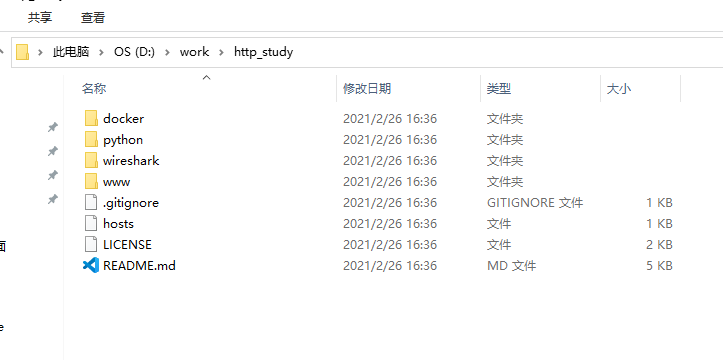 共享 查看
此电脑 OS (D:) work http_study
名称 修改日期 类型 大小
docker 2021/2/26 16:36 文件夹
python 2021/2/26 16:36 文件夹
wireshark 2021/2/26 16:36 文件夹
www 2021/2/26 16:36 文件夹
.gitignore 2021/2/26 16:36 GITIGNORE 文件 1 KB
hosts 2021/2/26 16:36 文件 1 KB
面
LICENSE 2021/2/26 16:36 文件 2 KB
README.md 2021/2/26 16:36 MD 文件 5 KB
e